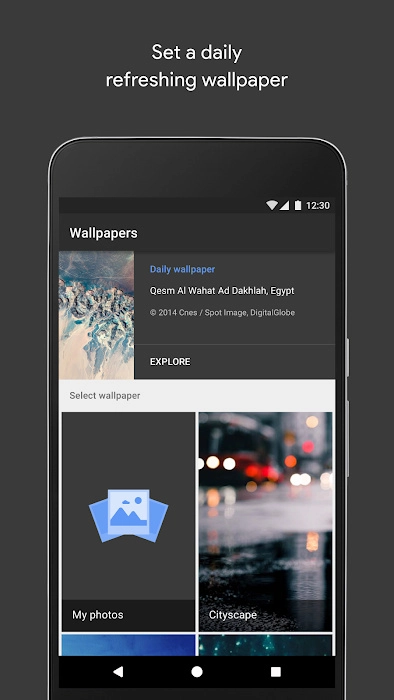 Set a daily
refreshing wallpaper
12:30
Wallpapers
Daily wallpaper
Qesm Al Wahat Ad Dakhlah, Egypt
© 2014 Cnes / Spot Image, DigitalGlobe
EXPLORE
Select wallpaper
My photos
Cityscape